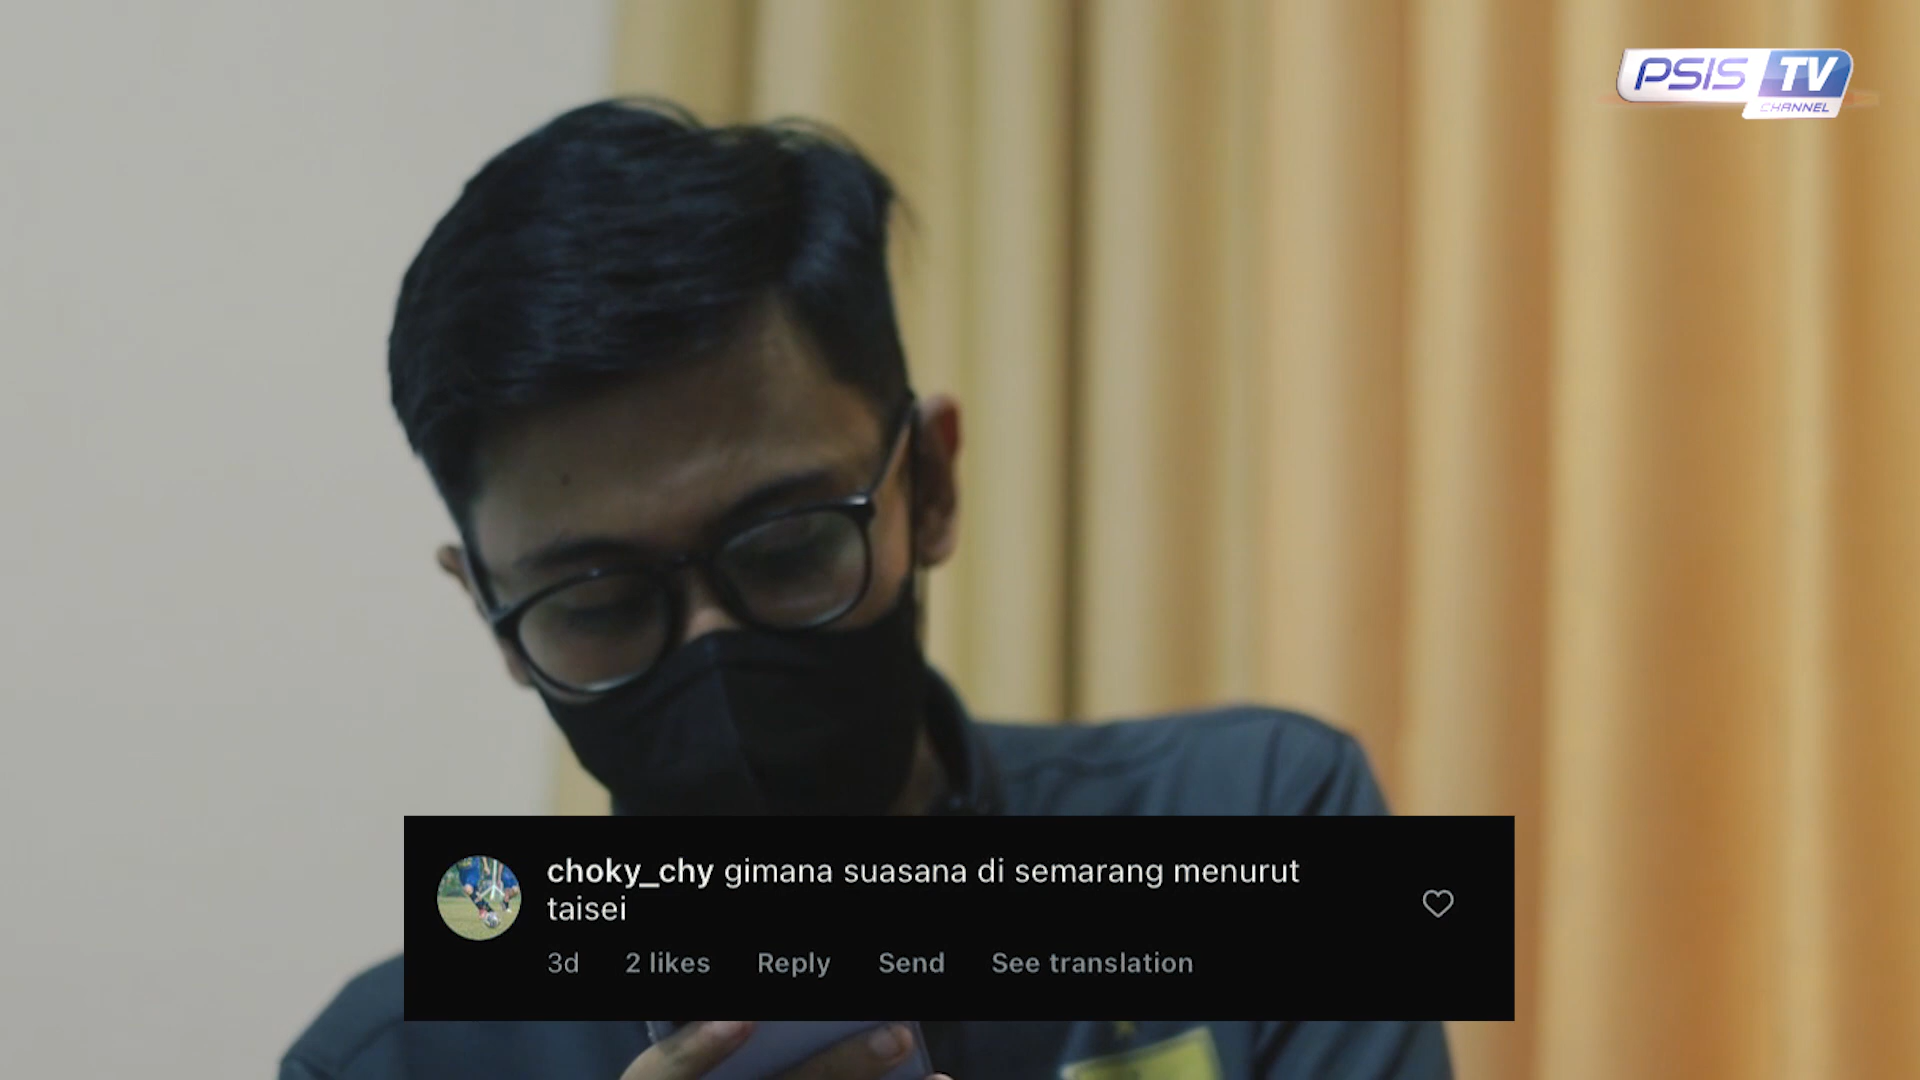 PSIS TV
CHANNEL
choky_chy gimana suasana di semarang menurut
taisei
3d 2 likes Reply Send See translation